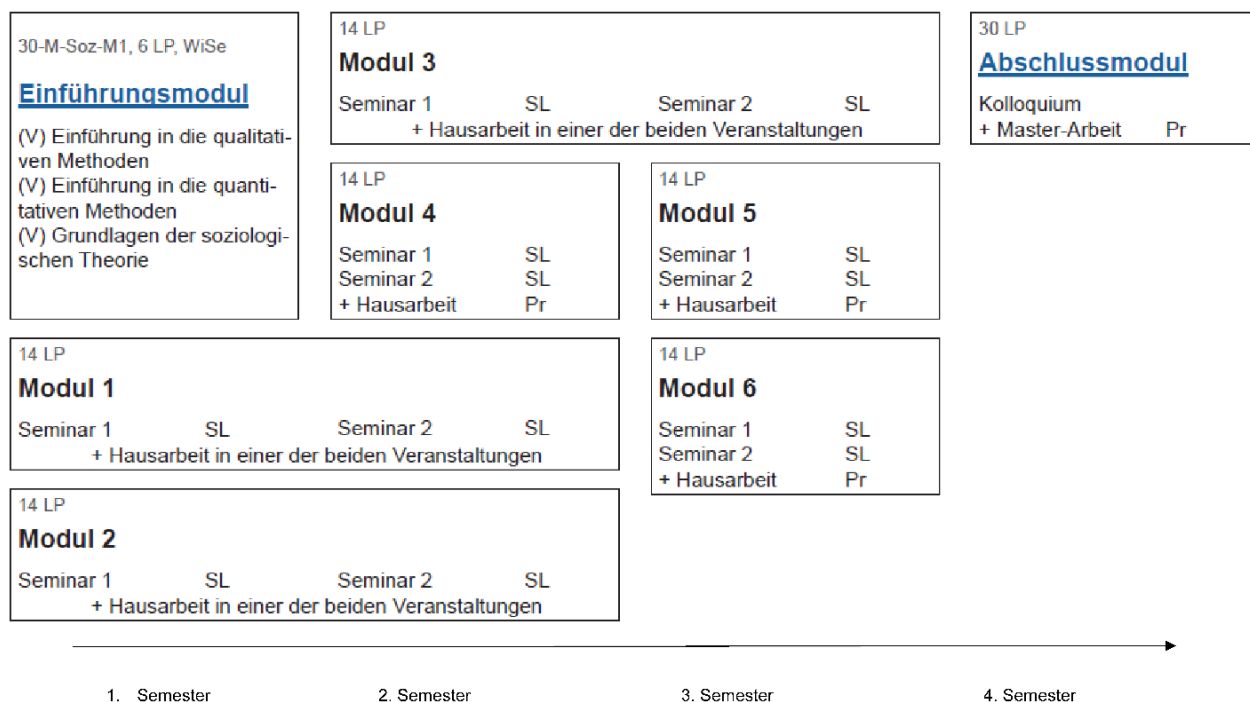 30-M-Soz-M1, 6 LP, WiSe
Einführungsmodul
(V) Einführung in die qualitati-
ven Methoden
(V) Einführung in die quanti-
tativen Methoden
(V) Grundlagen der soziologi-
schen Theorie
14 LP
Modul 3
Seminar 1 SL Seminar 2 SL
+ Hausarbeit in einer der beiden Veranstaltungen
30 LP
Abschlussmodul
Kolloquium
+ Master-Arbeit Pr
14 LP
Modul 4
Seminar 1 SL
Seminar 2 SL
+ Hausarbeit Pr
14 LP
Modul 5
Seminar 1 SL
Seminar 2 SL
+ Hausarbeit Pr
14 LP
Modul 1
Seminar 1 SL Seminar 2 SL
+ Hausarbeit in einer der beiden Veranstaltungen
14 LP
Modul 6
Seminar 1 SL
Seminar 2 SL
+ Hausarbeit Pr
14 LP
Modul 2
Seminar 1 SL Seminar 2 SL
+ Hausarbeit in einer der beiden Veranstaltungen
1. Semester 2. Semester 3. Semester 4. Semester